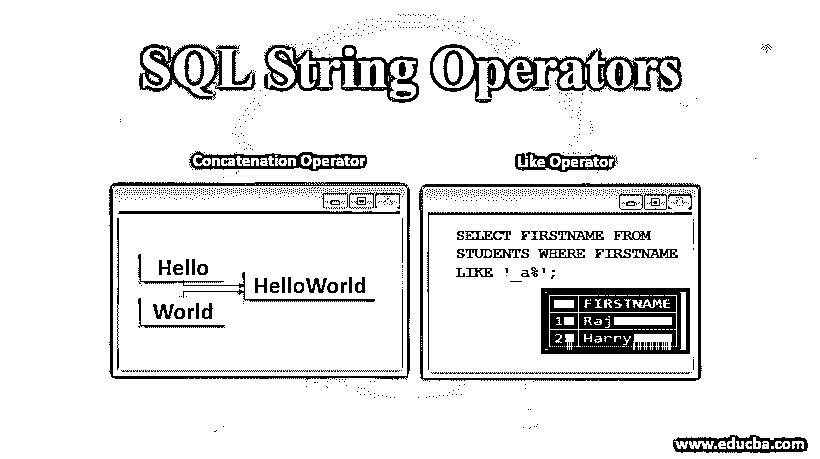 SQL String Operators
Concatenation Operator
Like Operator
Hello
World
HelloWorld
SELECT FIRSTNAME FROM
STUDENTS WHERE FIRSTNAME
LIKE '_a%';
FIRSTNAME
1 Raj
2 Harry
www.educba.com